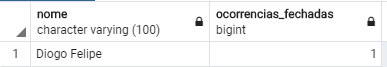 nome ocorrencias_fechadas
character varying (100) bigint
1 Diogo Felipe 1